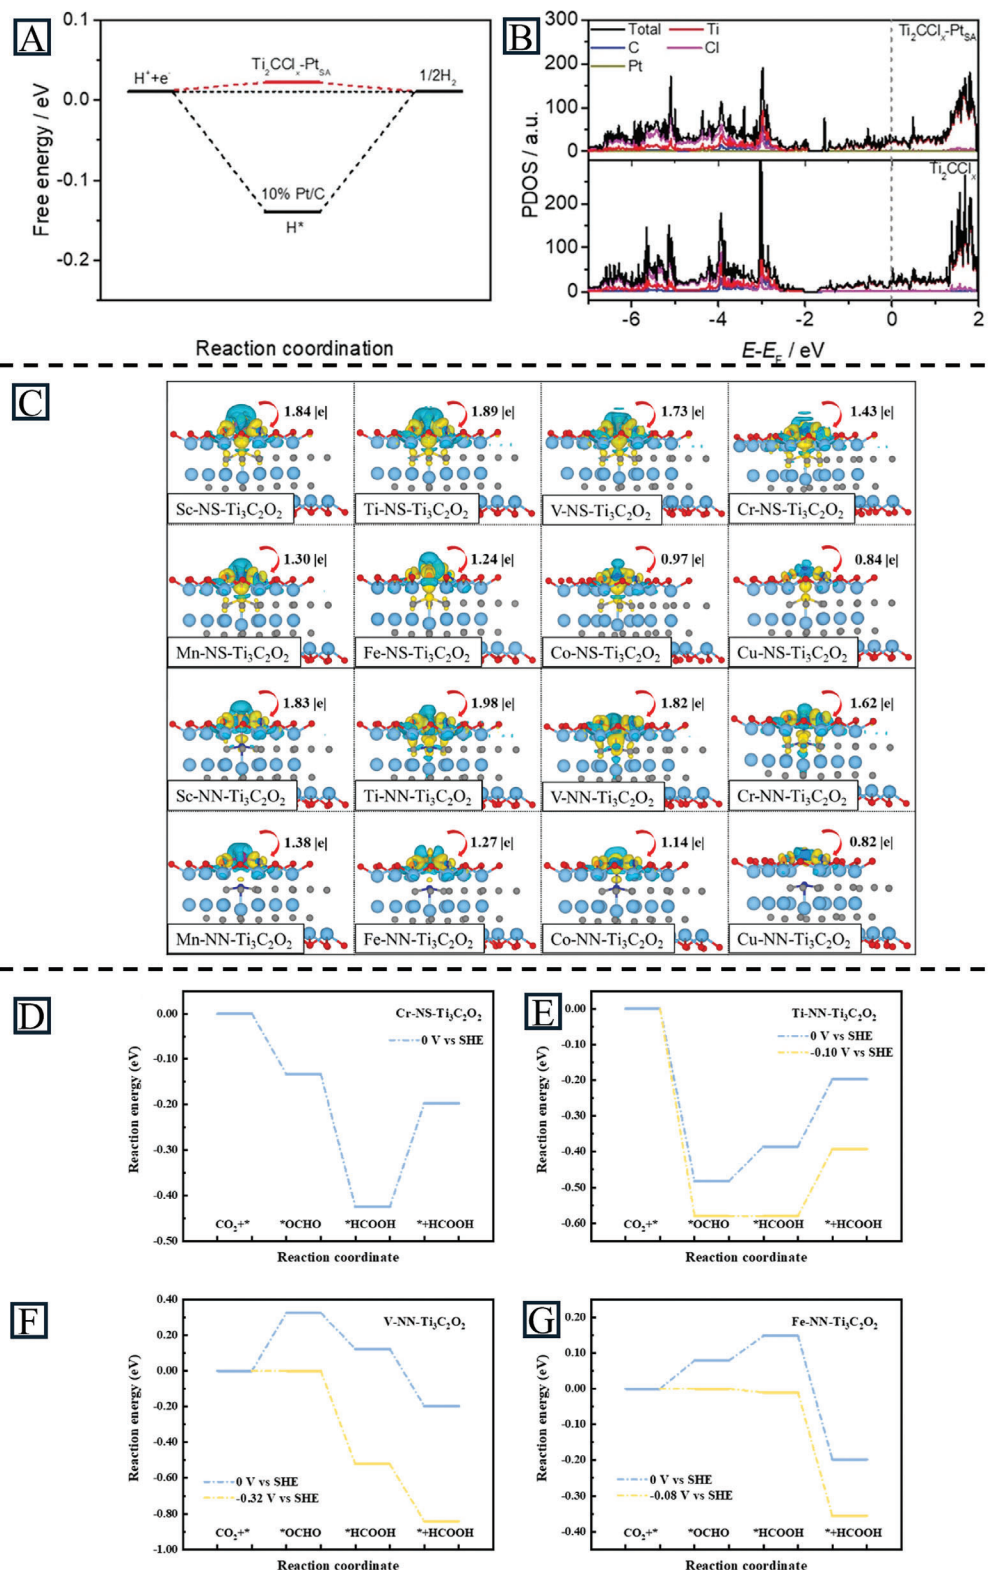 A
0.1
0.0
-0.1
-0.2
Free energy / eV
H⁺+e⁻
Ti₂CClₓ-Pt_SA
1/2H₂
10% Pt/C
H*
Reaction coordination
B
Total
Ti
C
Cl
Pt
Ti₂CClₓ-Pt_SA
300
200
100
0
Ti₂CClₓ
200
100
0
PDOS / a.u.
-6
-4
-2
0
2
E-E_F / eV
C
1.84 |e|
1.89 |e|
1.73 |e|
1.43 |e|
Sc-NS-Ti₃C₂O₂
Ti-NS-Ti₃C₂O₂
V-NS-Ti₃C₂O₂
Cr-NS-Ti₃C₂O₂
1.30 |e|
1.24 |e|
0.97 |e|
0.84 |e|
Mn-NS-Ti₃C₂O₂
Fe-NS-Ti₃C₂O₂
Co-NS-Ti₃C₂O₂
Cu-NS-Ti₃C₂O₂
1.83 |e|
1.98 |e|
1.82 |e|
1.62 |e|
Sc-NN-Ti₃C₂O₂
Ti-NN-Ti₃C₂O₂
V-NN-Ti₃C₂O₂
Cr-NN-Ti₃C₂O₂
1.38 |e|
1.27 |e|
1.14 |e|
0.82 |e|
Mn-NN-Ti₃C₂O₂
Fe-NN-Ti₃C₂O₂
Co-NN-Ti₃C₂O₂
Cu-NN-Ti₃C₂O₂
D
Cr-NS-Ti₃C₂O₂
0 V vs SHE
0.00
-0.10
-0.20
-0.30
-0.40
-0.50
Reaction energy (eV)
CO₂+*
*OCHO
*HCOOH
*+HCOOH
Reaction coordinate
E
Ti-NN-Ti₃C₂O₂
0 V vs SHE
-0.10 V vs SHE
0.00
-0.10
-0.20
-0.30
-0.40
-0.50
-0.60
Reaction energy (eV)
CO₂+*
*OCHO
*HCOOH
*+HCOOH
Reaction coordinate
F
V-NN-Ti₃C₂O₂
0.40
0.20
0.00
-0.20
-0.40
-0.60
-0.80
-1.00
Reaction energy (eV)
0 V vs SHE
-0.32 V vs SHE
CO₂+*
*OCHO
*HCOOH
*+HCOOH
Reaction coordinate
G
Fe-NN-Ti₃C₂O₂
0.20
0.10
0.00
-0.10
-0.20
-0.30
-0.40
Reaction energy (eV)
0 V vs SHE
-0.08 V vs SHE
CO₂+*
*OCHO
*HCOOH
*+HCOOH
Reaction coordinate